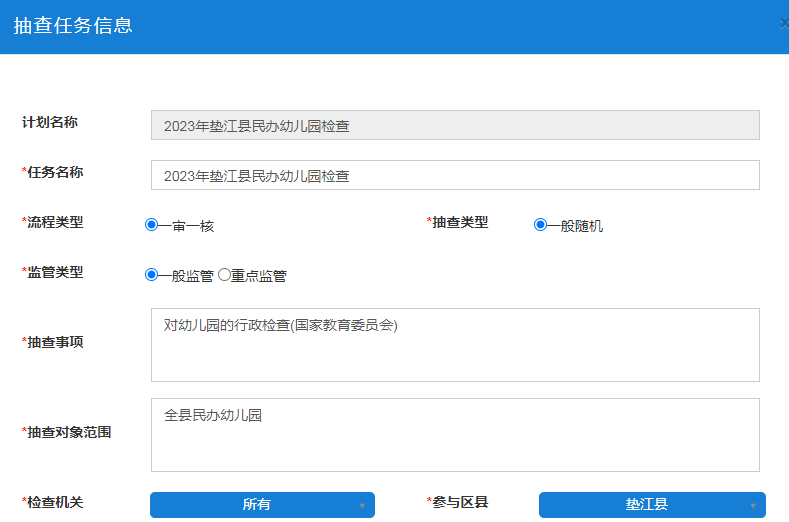 抽查任务信息
计划名称 2023年垫江县民办幼儿园检查
*任务名称 2023年垫江县民办幼儿园检查
*流程类型 一审一核 *抽查类型 一般随机
*监管类型 一般监管 重点监管
*抽查事项 对幼儿园的行政检查(国家教育委员会)
*抽查对象范围 全县民办幼儿园
*检查机关 所有 *参与区县 垫江县